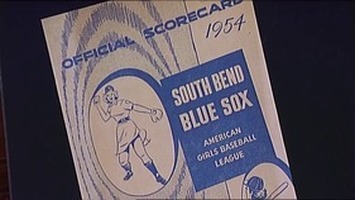 OFFICIAL SCORECARD
1954
SOUTH BEND
BLUE SOX
AMERICAN
GIRLS BASEBALL
LEAGUE